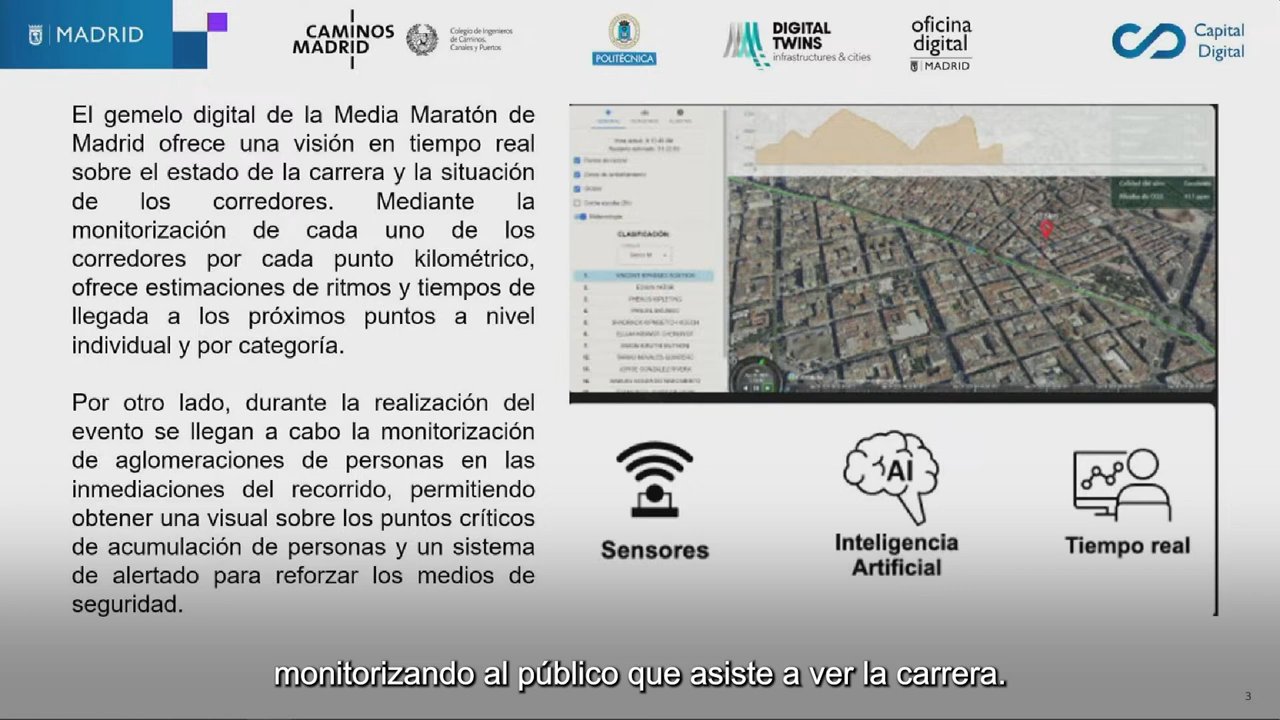 MADRID
CAMINOS
MADRID
Colegio de Ingenieros
de Caminos,
Canales y Puertos
POLITÉCNICA
DIGITAL
TWINS
infrastructures & cities
oficina
digital
MADRID
Capital
Digital
El gemelo digital de la Media Maratón de
Madrid ofrece una visión en tiempo real
sobre el estado de la carrera y la situación
de los corredores. Mediante la
monitorización de cada uno de los
corredores por cada punto kilométrico,
ofrece estimaciones de ritmos y tiempos de
llegada a los próximos puntos a nivel
individual y por categoría.
Por otro lado, durante la realización del
evento se llegan a cabo la monitorización
de aglomeraciones de personas en las
inmediaciones del recorrido, permitiendo
obtener una visual sobre los puntos críticos
de acumulación de personas y un sistema
de alertado para reforzar los medios de
seguridad.
CLASIFICACIÓN
Sensores
AI
Inteligencia
Artificial
Tiempo real
monitorizando al público que asiste a ver la carrera.
3